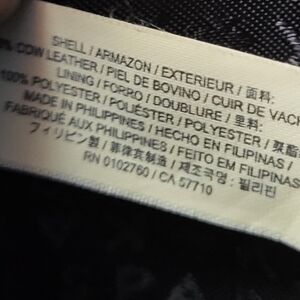 SHELL / ARMAZON / EXTERIEUR / 面料:
% COW LEATHER / PIEL DE BOVINO / CUIR DE VACH
LINING / FORRO / DOUBLURE / 里料:
100% POLYESTER / POLIÉSTER / POLYESTER / 聚酯
MADE IN PHILIPPINES / HECHO EN FILIPINAS /
FABRIQUÉ AUX PHILIPPINES / FEITO EM FILIPINAS /
フィリピン製 / 菲律宾制造 / 제조국명 : 필리핀
RN 0102760 / CA 57710